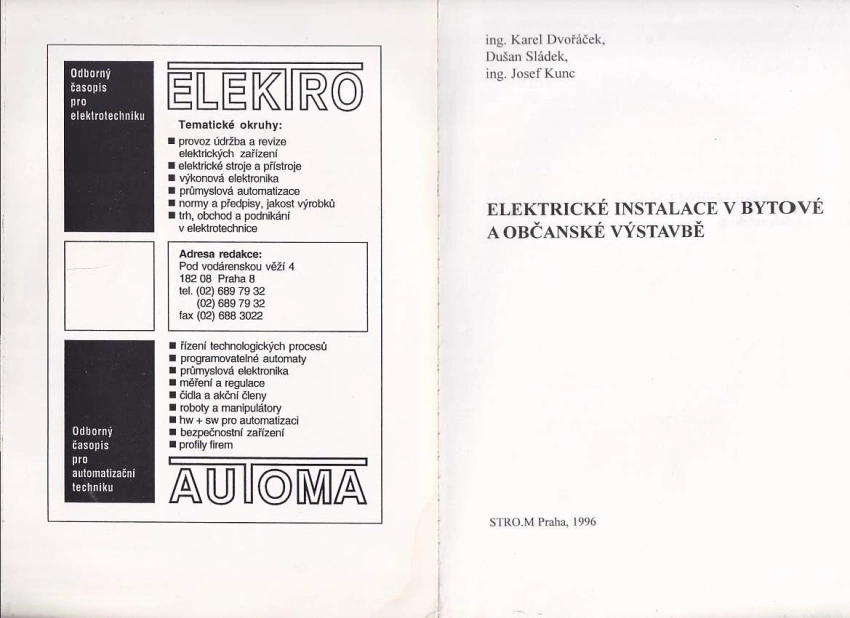 Odborný
časopis
pro
elektrotechniku
ELEKTRO
Tematické okruhy:
■ provoz údržba a revize
elektrických zařízení
■ elektrické stroje a přístroje
■ výkonová elektronika
■ průmyslová automatizace
■ normy a předpisy, jakost výrobků
■ trh, obchod a podnikání
v elektrotechnice
Adresa redakce:
Pod vodárenskou věží 4
182 08 Praha 8
tel. (02) 689 79 32
(02) 689 79 32
fax (02) 688 3022
■ řízení technologických procesů
■ programovatelné automaty
■ průmyslová elektronika
■ měření a regulace
■ čidla a akční členy
■ roboty a manipulátory
■ hw + sw pro automatizaci
■ bezpečnostní zařízení
■ profily firem
Odborný
časopis
pro
automatizační
techniku
AUTOMA
ing. Karel Dvořáček,
Dušan Sládek,
ing. Josef Kunc
ELEKTRICKÉ INSTALACE V BYTOVÉ
A OBČANSKÉ VÝSTAVBĚ
STRO.M Praha, 1996